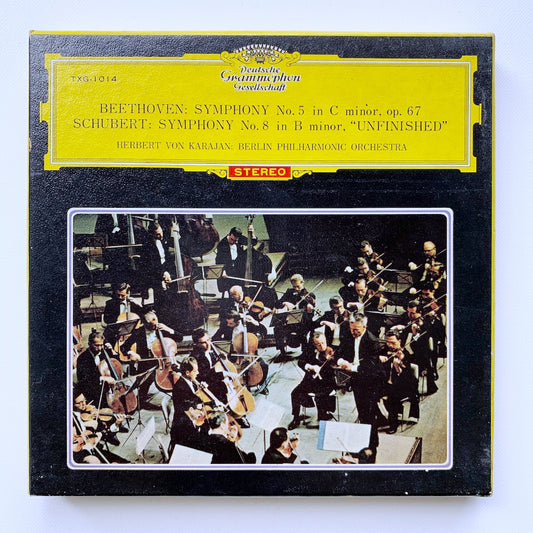 Deutsche
Grammophon
Gesellschaft
TXG-1014
BEETHOVEN: SYMPHONY No. 5 in C minor, op. 67
SCHUBERT: SYMPHONY No. 8 in B minor, "UNFINISHED"
HERBERT VON KARAJAN: BERLIN PHILHARMONIC ORCHESTRA
STEREO